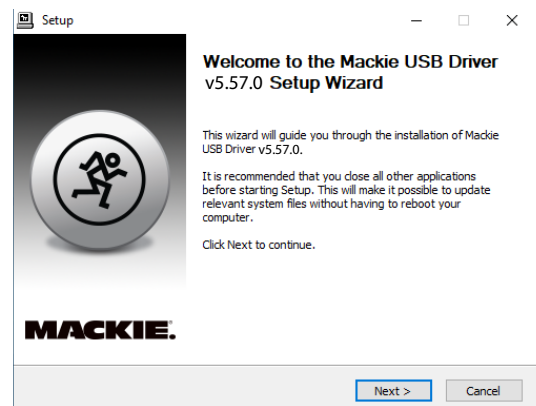 Setup
Welcome to the Mackie USB Driver
v5.57.0 Setup Wizard
This wizard will guide you through the installation of Mackie
USB Driver v5.57.0.
It is recommended that you close all other applications
before starting Setup. This will make it possible to update
relevant system files without having to reboot your
computer.
Click Next to continue.
MACKIE.
Next >
Cancel